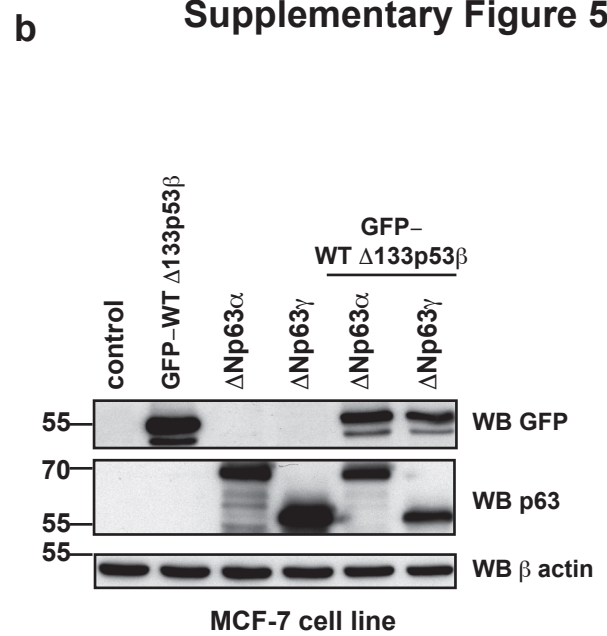 b
Supplementary Figure 5
control
GFP–WT Δ133p53β
ΔNp63α
ΔNp63γ
GFP–
WT Δ133p53β
ΔNp63α
ΔNp63γ
55
WB GFP
70
WB p63
55
55
WB β actin
MCF-7 cell line